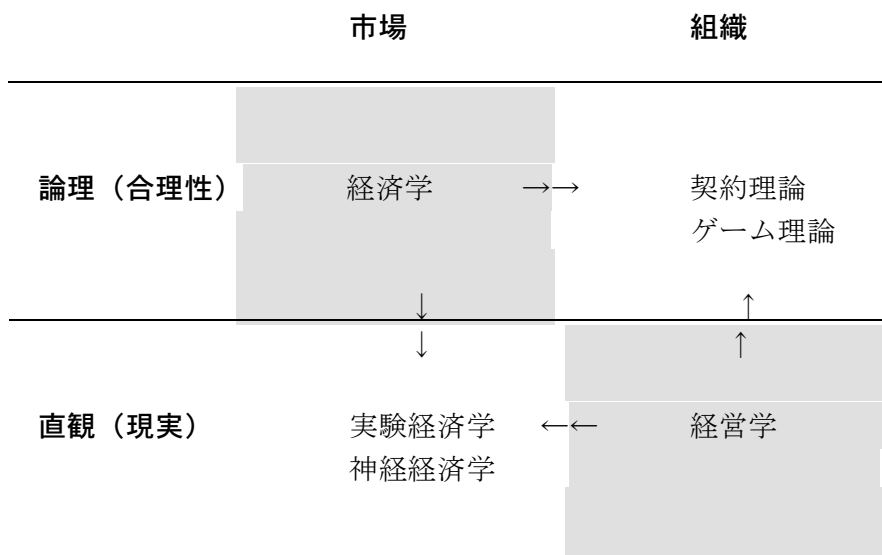 市場 組織
論理（合理性） 経済学 →→ 契約理論
ゲーム理論
↓ ↑
↓ ↑
直観（現実） 実験経済学 ←← 経営学
神経経済学